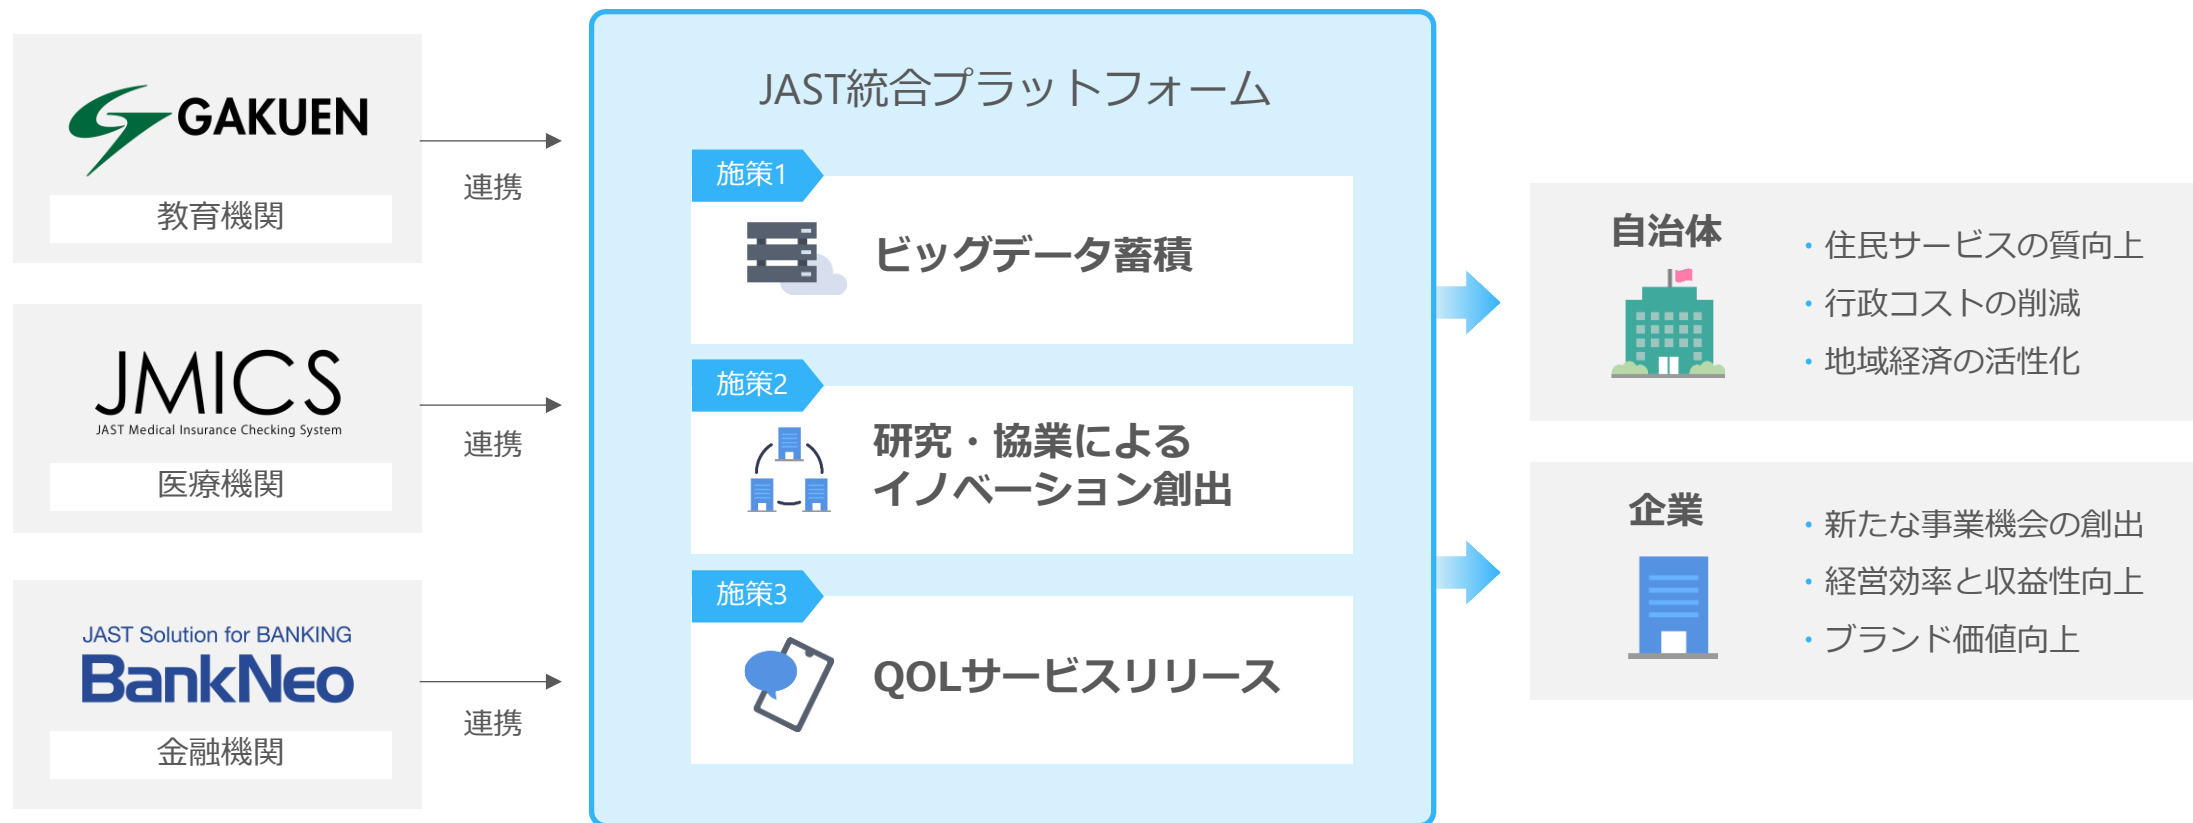 GAKUEN
教育機関
連携
JMICS
JAST Medical Insurance Checking System
医療機関
連携
JAST Solution for BANKING
BankNeo
金融機関
連携
JAST統合プラットフォーム
施策1
ビッグデータ蓄積
施策2
研究・協業による
イノベーション創出
施策3
QOLサービスリリース
自治体
・住民サービスの質向上
・行政コストの削減
・地域経済の活性化
企業
・新たな事業機会の創出
・経営効率と収益性向上
・ブランド価値向上